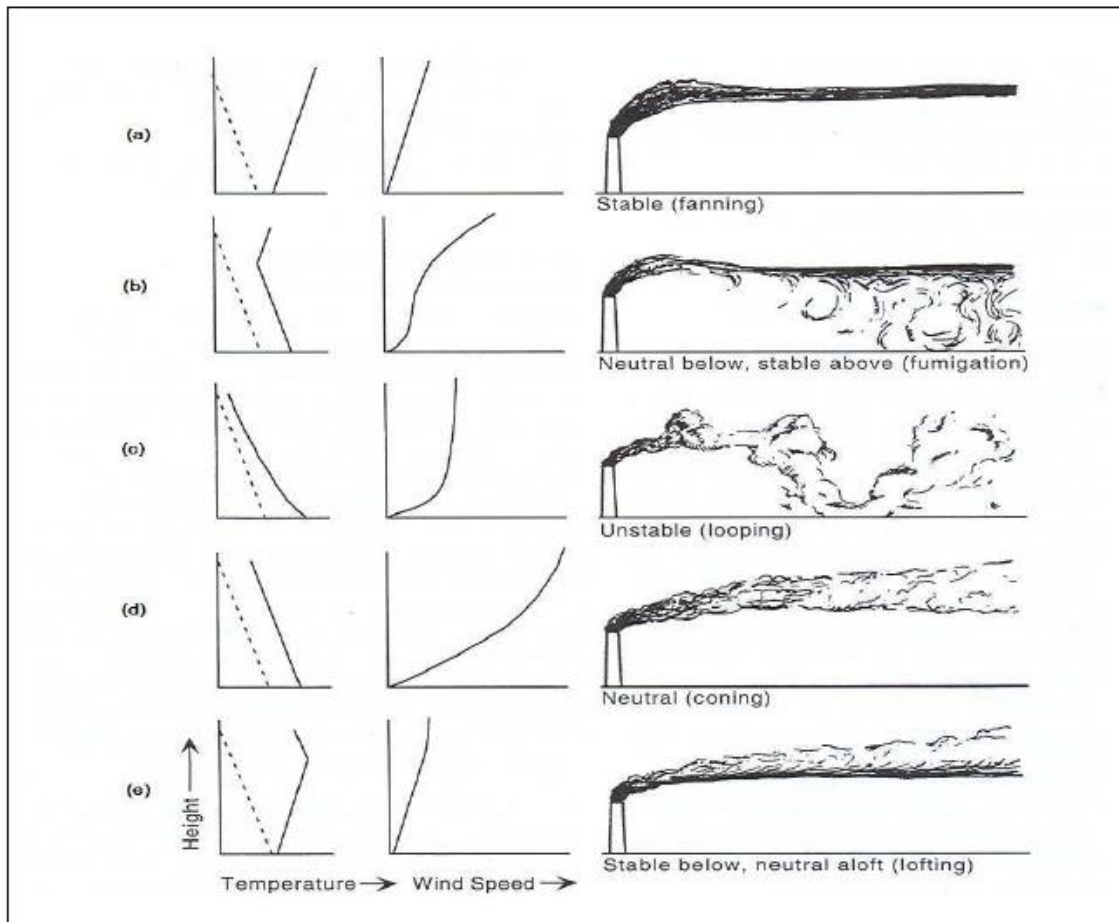 (a)
Stable (fanning)
(b)
Neutral below, stable above (fumigation)
(c)
Unstable (looping)
(d)
Neutral (coning)
(e)
Height
Stable below, neutral aloft (lofting)
Temperature
Wind Speed